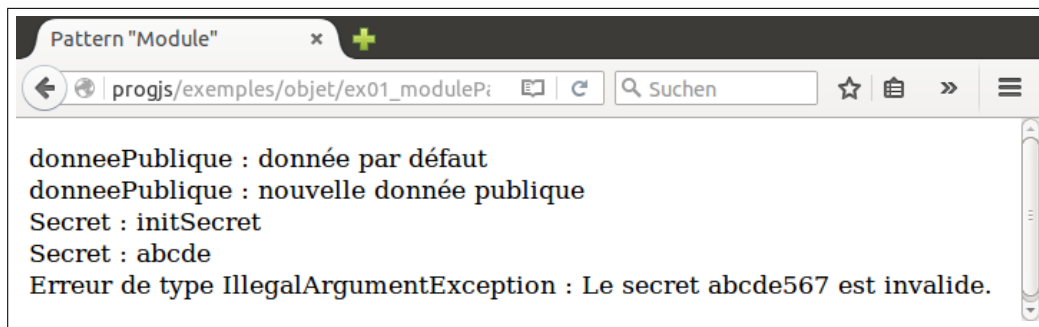 Pattern "Module"
progjs/exemples/objet/ex01_modulePa
Suchen
donneePublique : donnée par défaut
donneePublique : nouvelle donnée publique
Secret : initSecret
Secret : abcde
Erreur de type IllegalArgumentException : Le secret abcde567 est invalide.